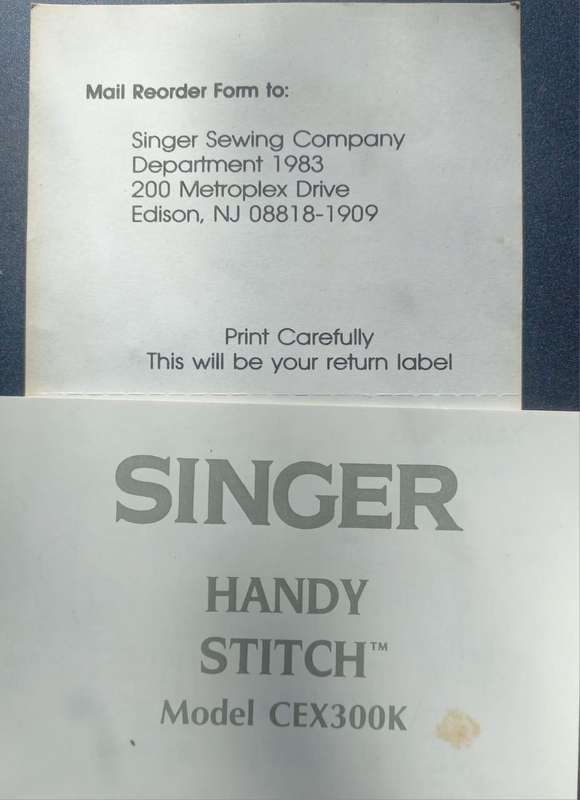 Mail Reorder Form to:
Singer Sewing Company
Department 1983
200 Metroplex Drive
Edison, NJ 08818-1909
Print Carefully
This will be your return label
SINGER
HANDY
STITCH™
Model CEX300K